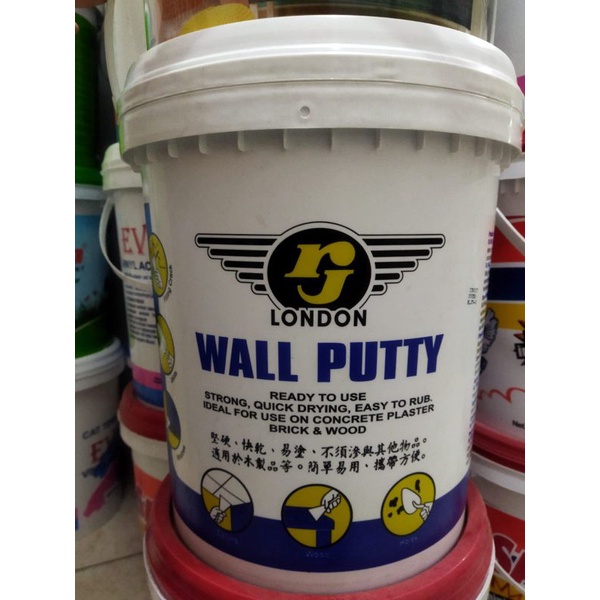 rj
LONDON
WALL PUTTY
READY TO USE
STRONG, QUICK DRYING, EASY TO RUB.
IDEAL FOR USE ON CONCRETE PLASTER
BRICK & WOOD
堅硬、快乾、易塗、不須滲與其他物品。
適用於木製品等。簡單易用、攜帶方便。
EV